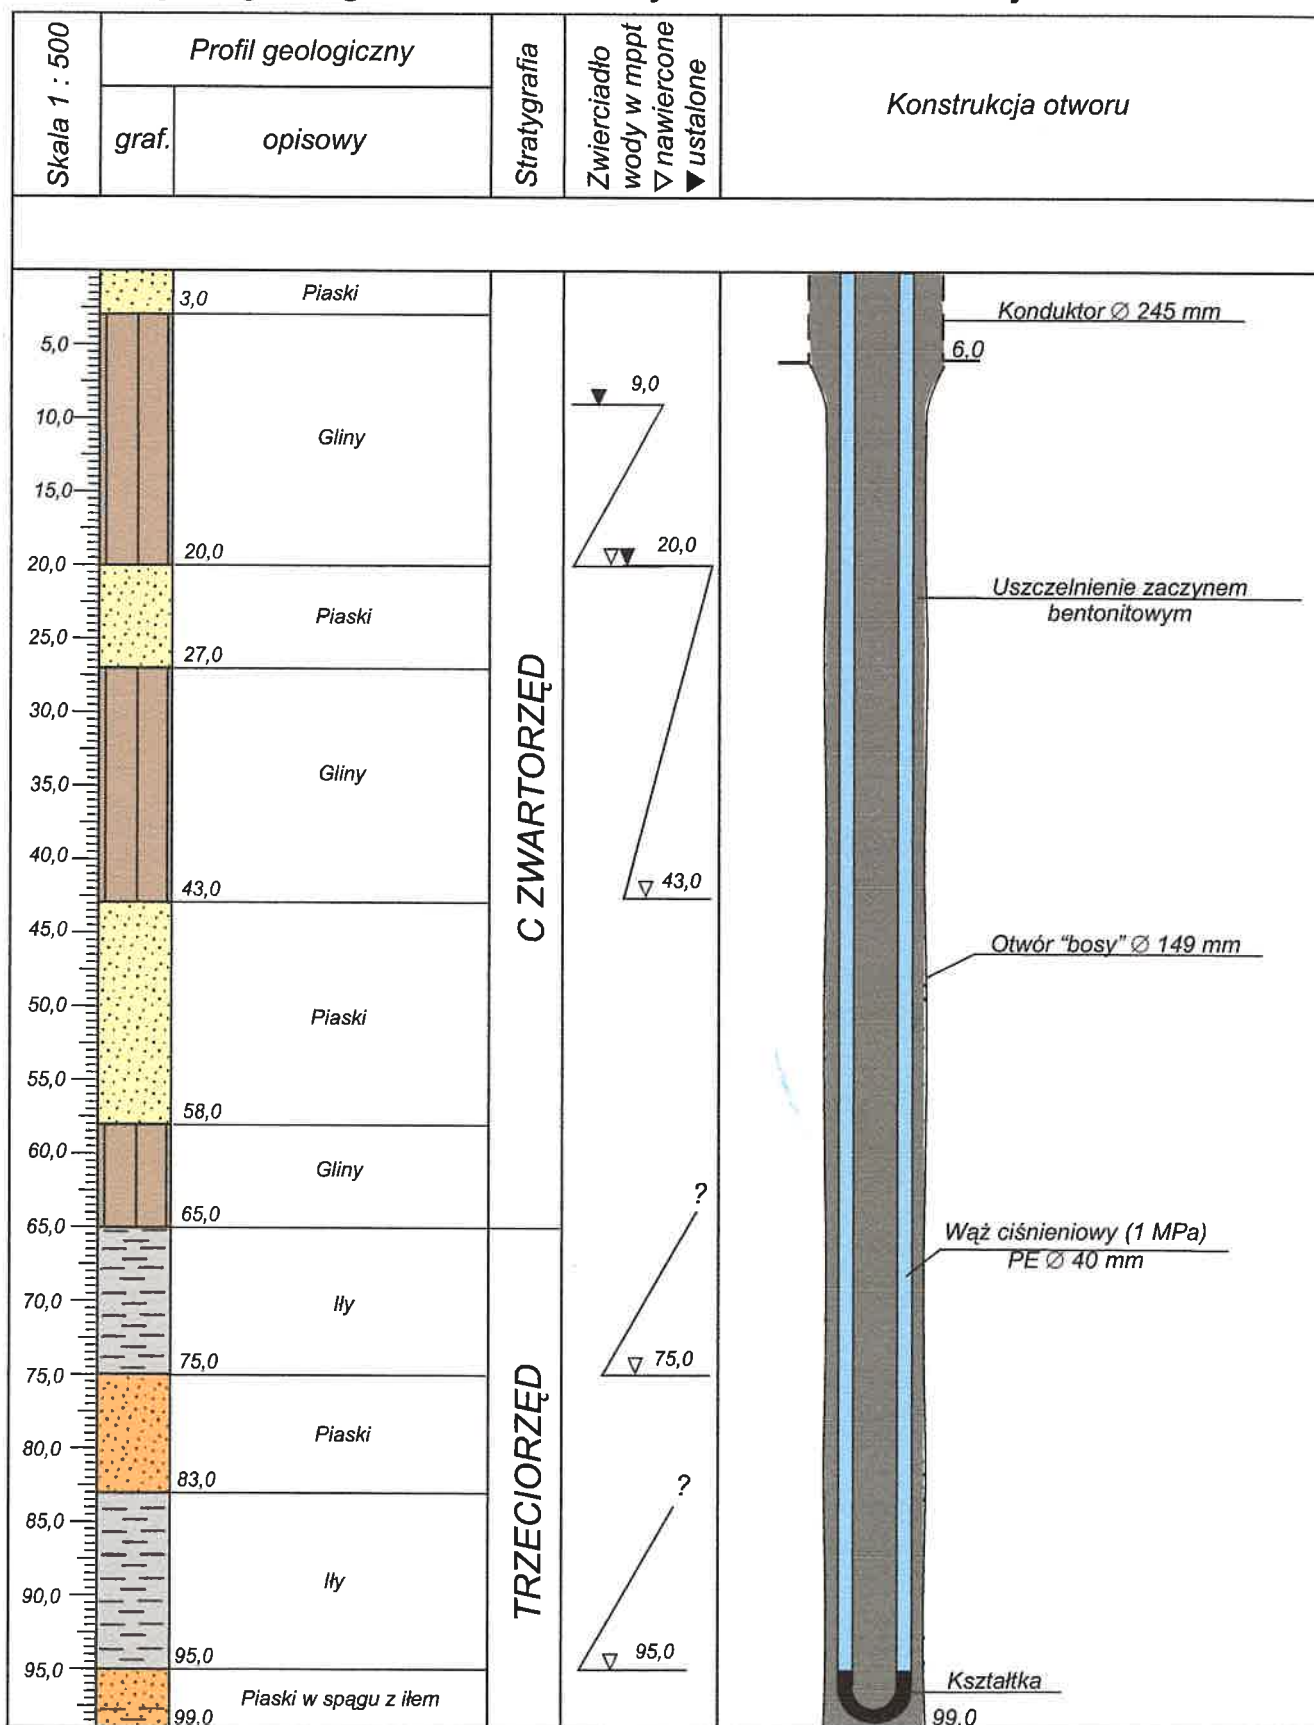 Skala 1 : 500
Profil geologiczny
graf.
opisowy
Stratygrafia
Zwierciadło
wody w mppt
▽ nawiercone
▼ ustalone
Konstrukcja otworu
3,0
Piaski
Konduktor ∅ 245 mm
5,0
6,0
9,0
10,0
Gliny
15,0
20,0
20,0
20,0
Uszczelnienie zaczynem
bentonitowym
Piaski
25,0
27,0
C ZWARTORZĘD
30,0
Gliny
35,0
40,0
43,0
43,0
45,0
Otwór "bosy" ∅ 149 mm
50,0
Piaski
55,0
58,0
60,0
Gliny
65,0
65,0
?
Wąż ciśnieniowy (1 MPa)
PE ∅ 40 mm
70,0
Iły
75,0
75,0
75,0
TRZECIORZĘD
Piaski
80,0
83,0
?
85,0
Iły
90,0
95,0
95,0
95,0
Piaski w spągu z iłem
Kształtka
99,0
99,0